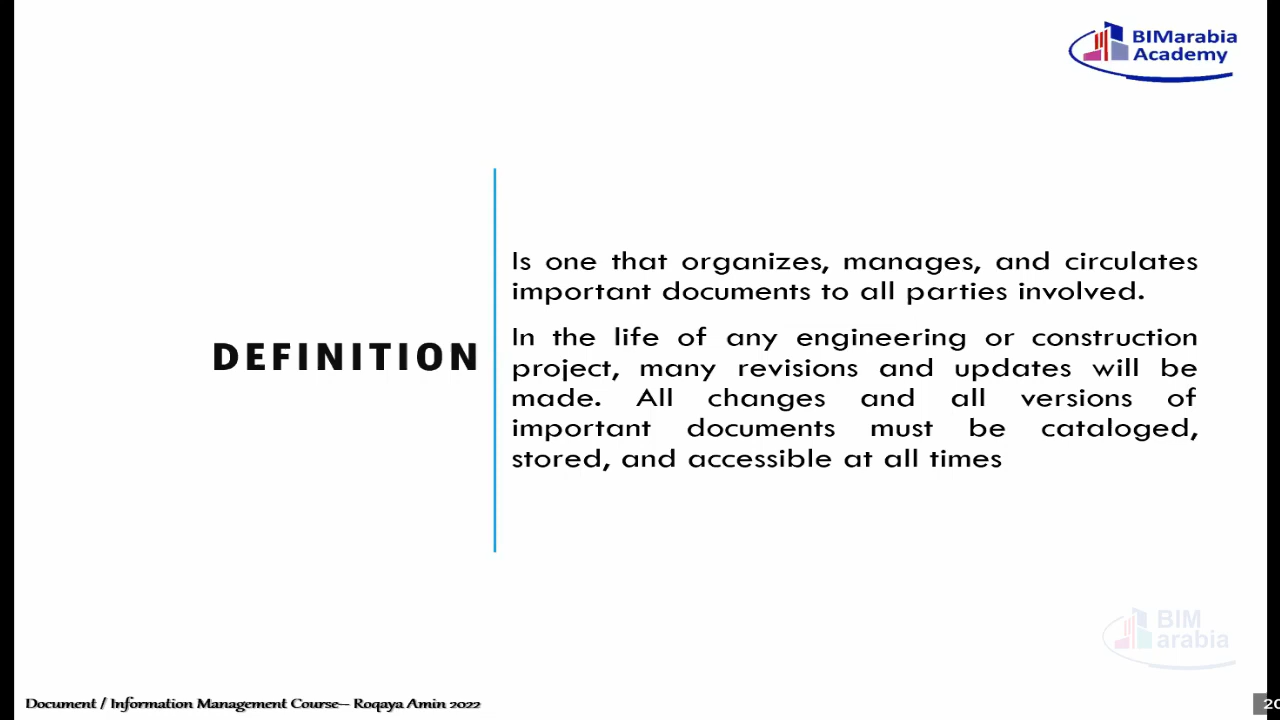 BIMarabia
Academy
DEFINITION
Is one that organizes, manages, and circulates
important documents to all parties involved.
In the life of any engineering or construction
project, many revisions and updates will be
made. All changes and all versions of
important documents must be cataloged,
stored, and accessible at all times
BIM
arabia
Document / Information Management Course– Roqaya Amin 2022
20